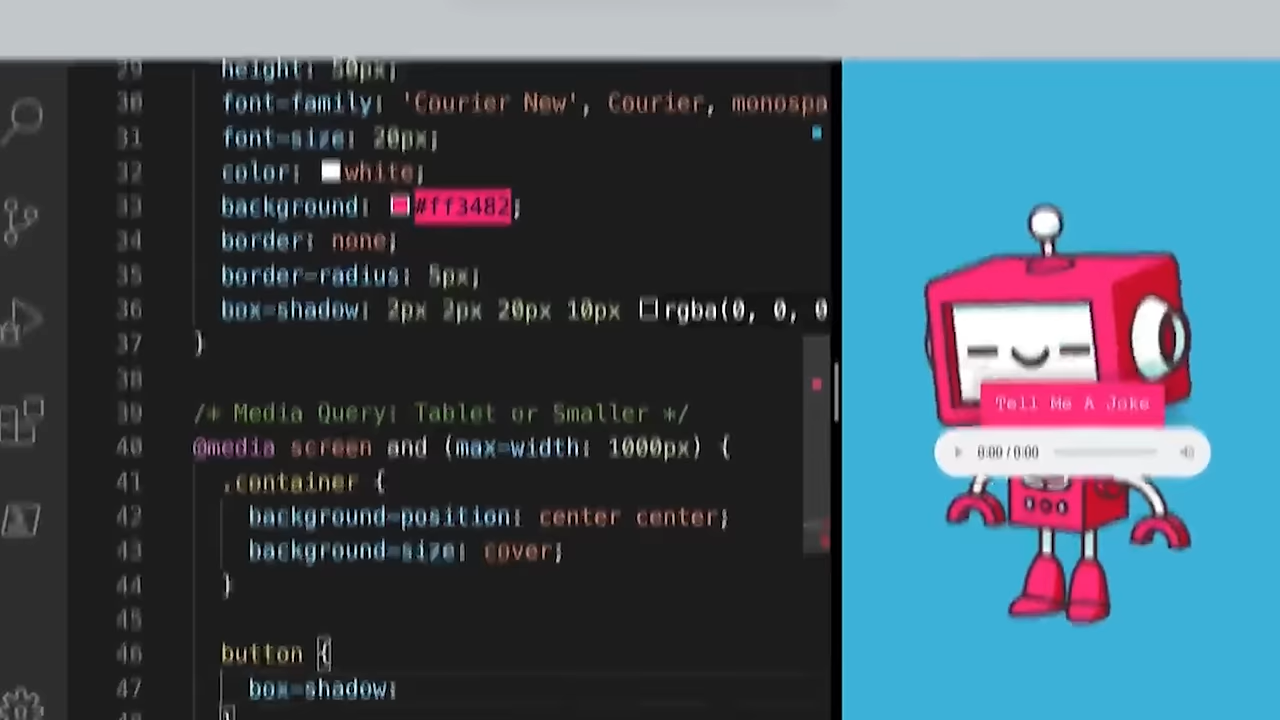 29 height: 50px;
30 font-family: 'Courier New', Courier, monospa
31 font-size: 20px;
32 color: white;
33 background: #ff3482;
34 border: none;
35 border-radius: 5px;
36 box-shadow: 2px 2px 20px 10px rgba(0, 0, 0
37 }
38
39 /* Media Query: Tablet or Smaller */
40 @media screen and (max-width: 1000px) {
41 .container {
42 background-position: center center;
43 background-size: cover;
44 }
45
46 button {
47 box-shadow:
48 }
Tell Me A Joke
0:00 / 0:00